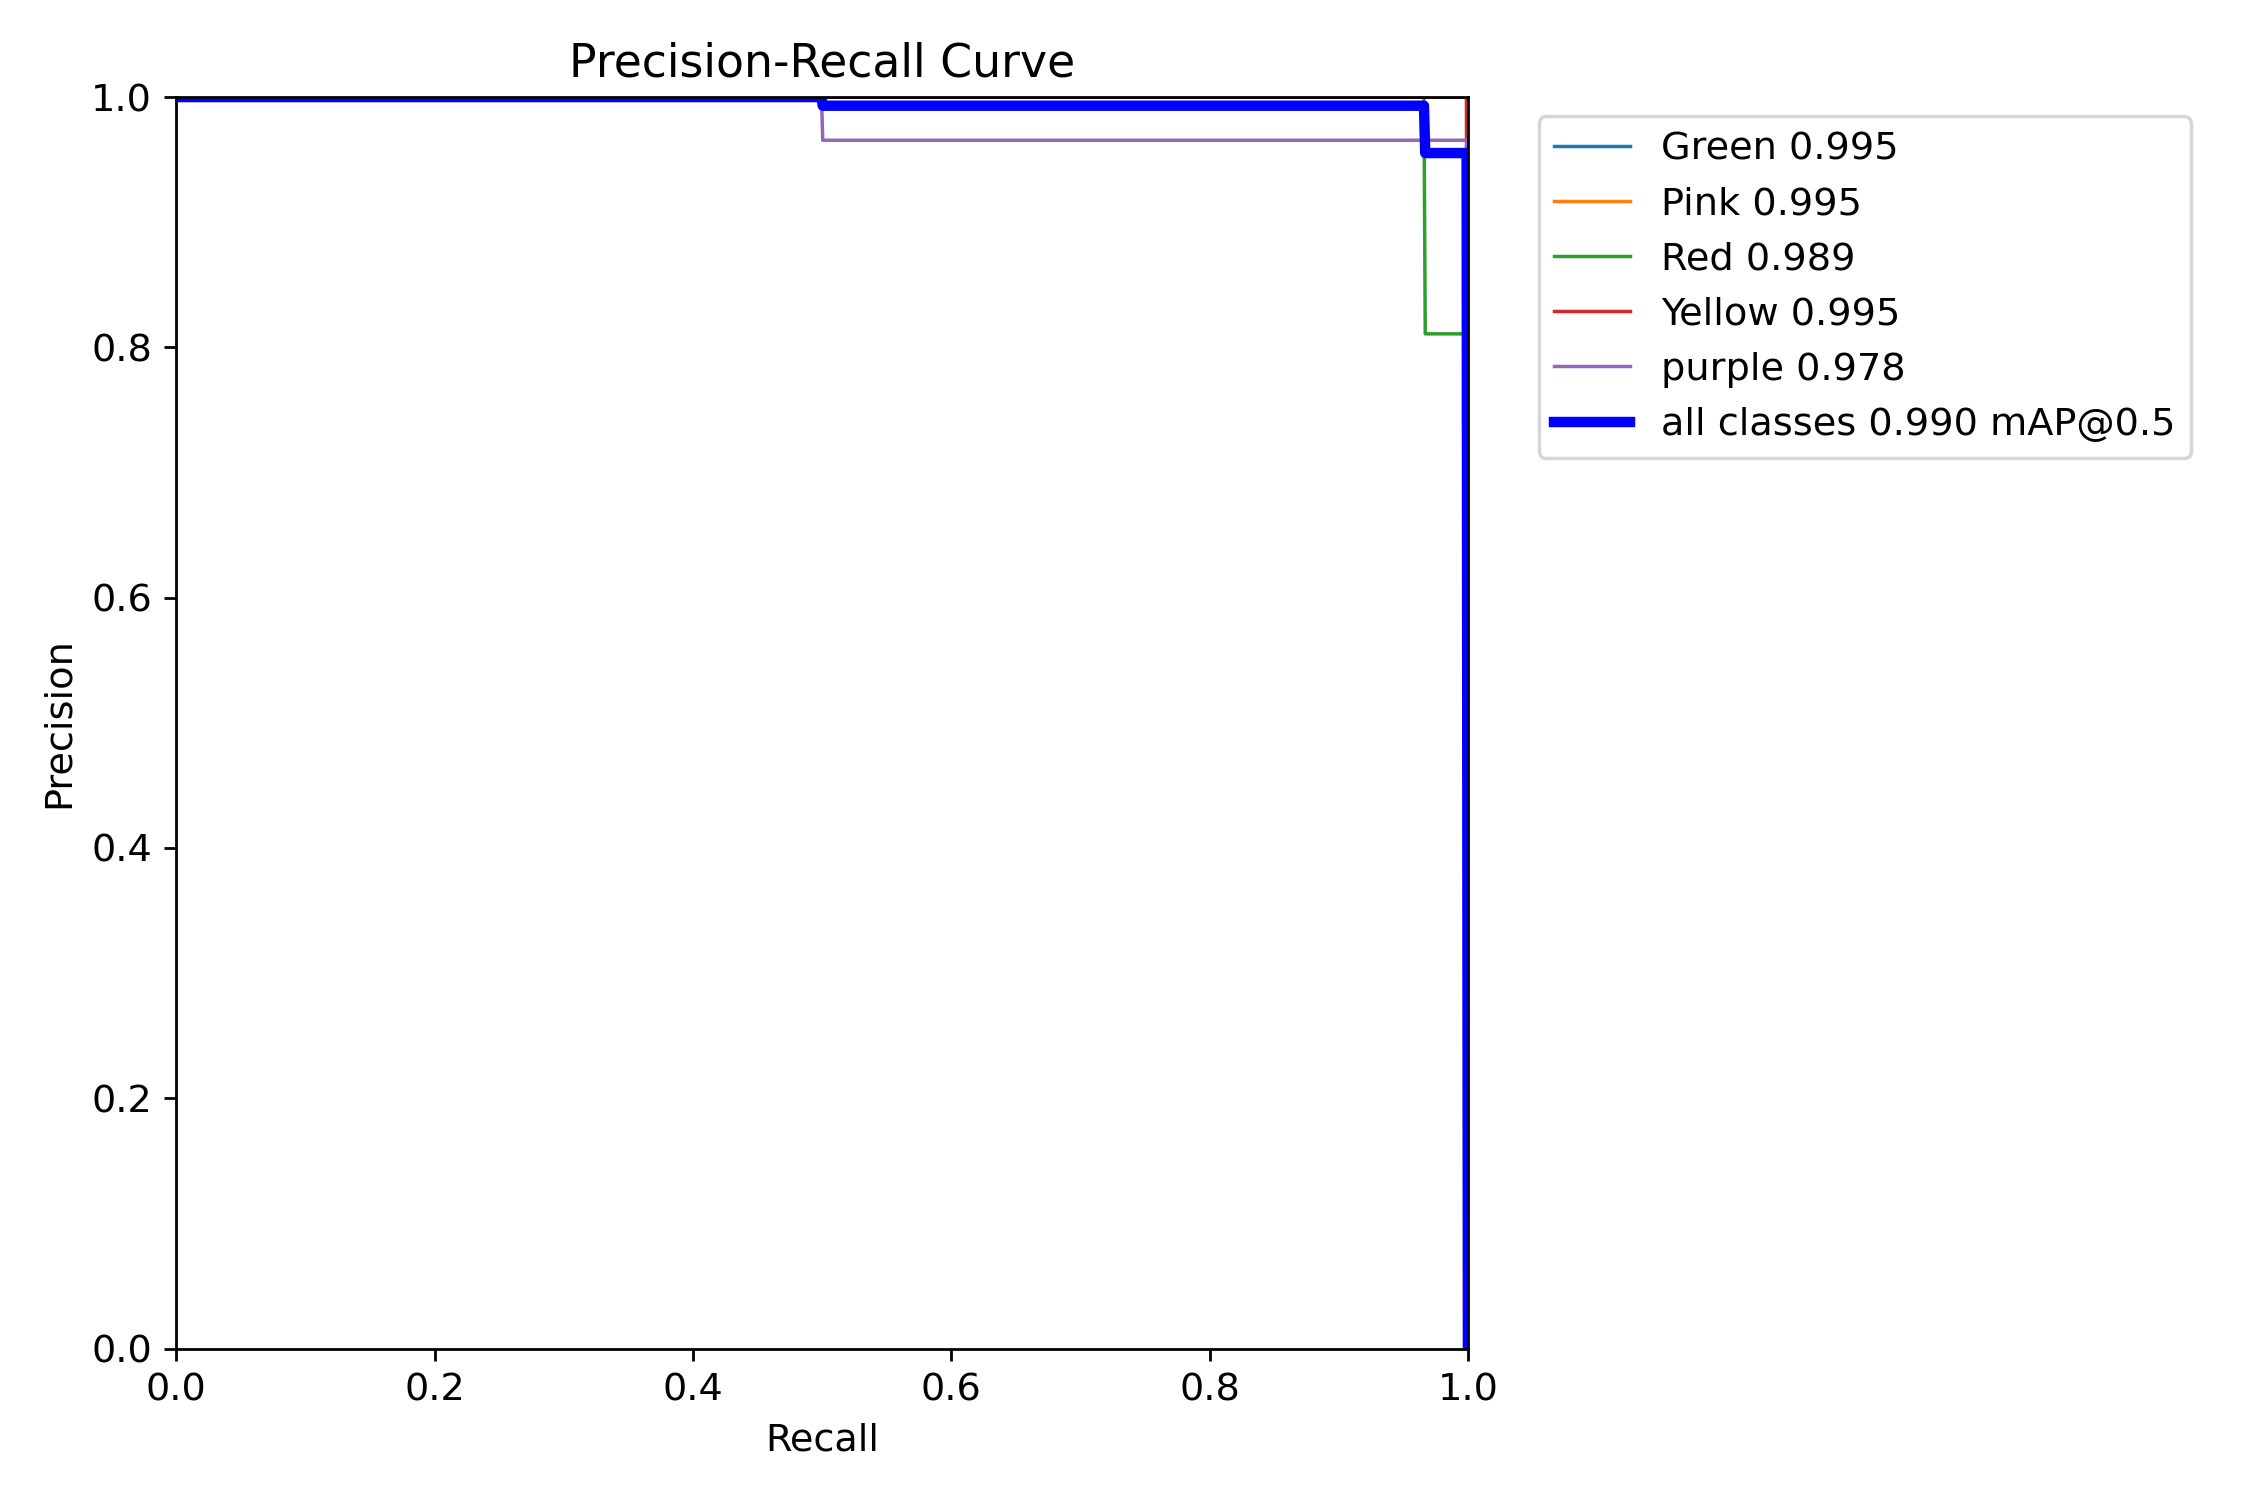 Precision-Recall Curve
1.0
0.8
0.6
0.4
0.2
0.0
Precision
0.0 0.2 0.4 0.6 0.8 1.0
Recall
Green 0.995
Pink 0.995
Red 0.989
Yellow 0.995
purple 0.978
all classes 0.990 mAP@0.5